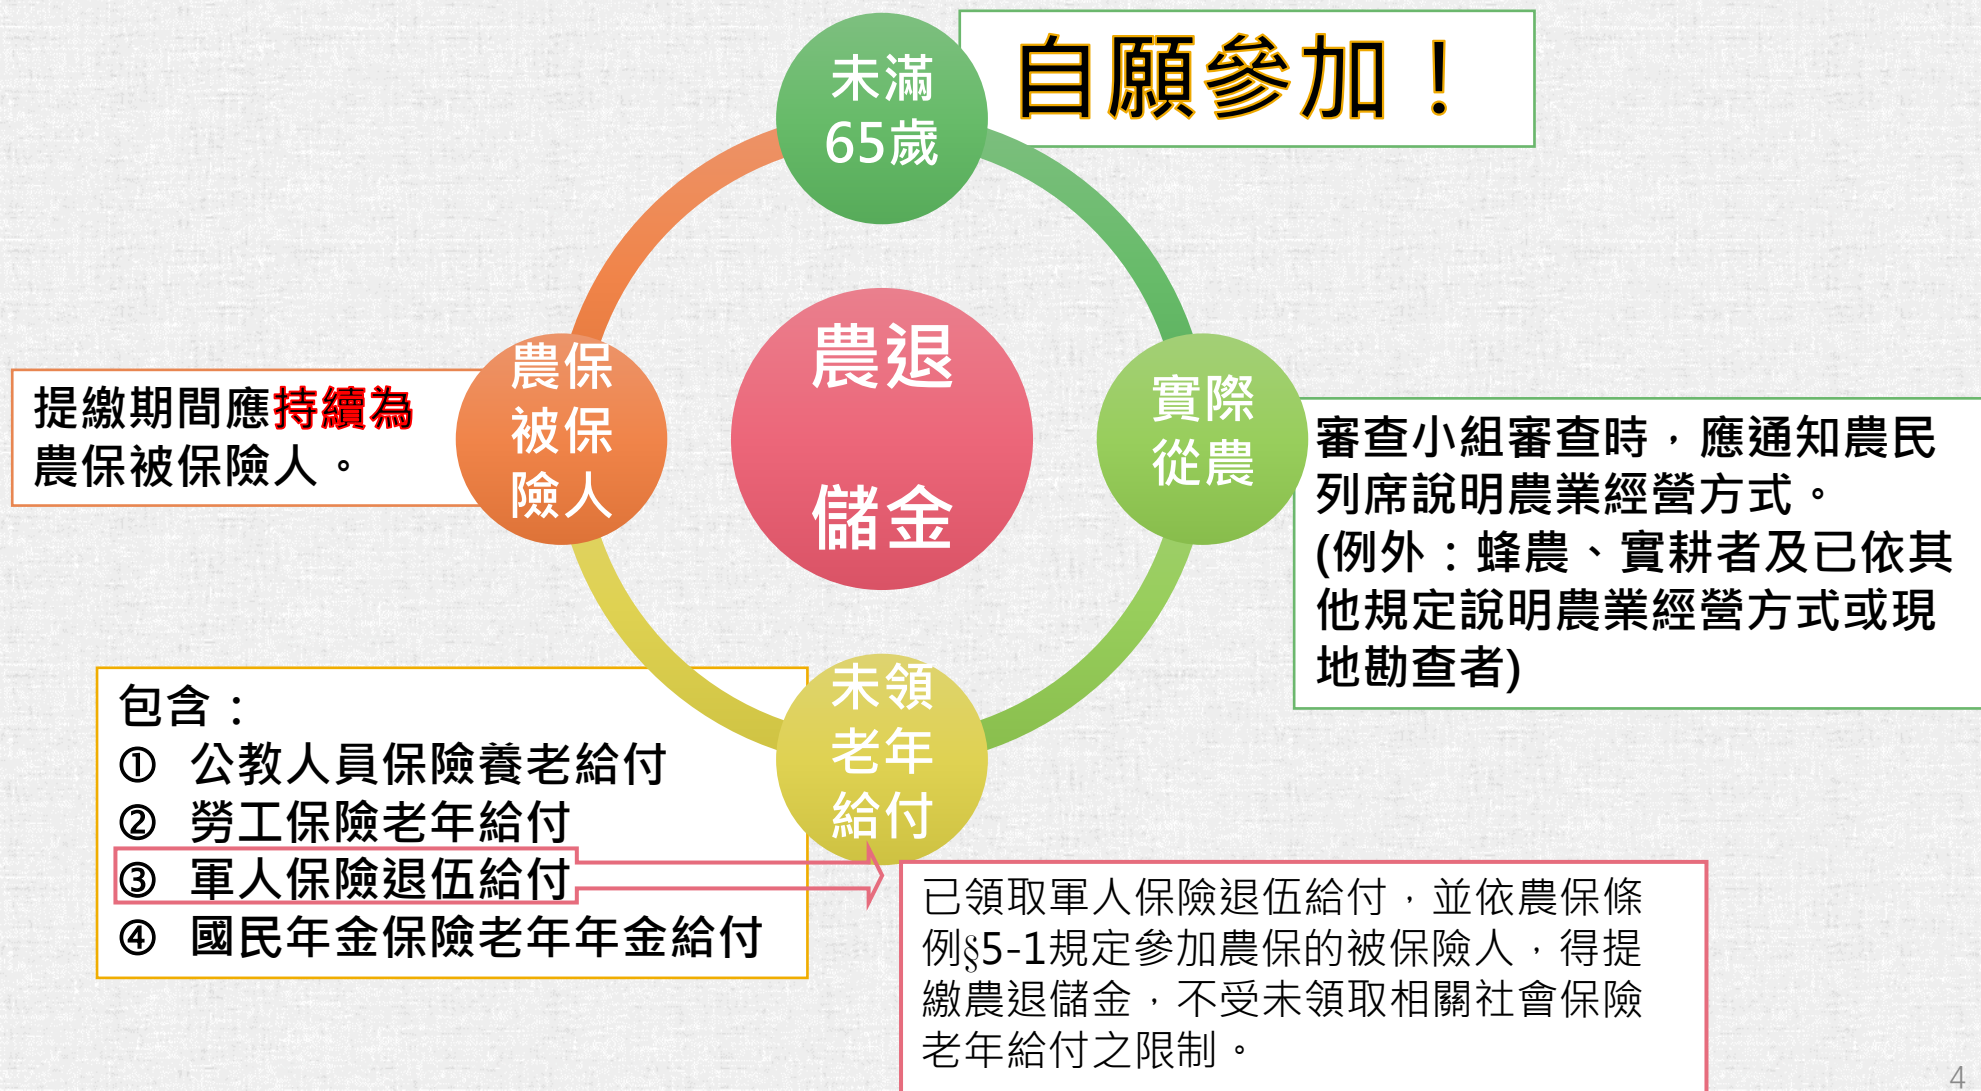 自願參加！
未滿
65歲
農退
儲金
農保
被保
險人
提繳期間應持續為
農保被保險人。
實際
從農
審查小組審查時，應通知農民
列席說明農業經營方式。
(例外：蜂農、實耕者及已依其
他規定說明農業經營方式或現
地勘查者)
未領
老年
給付
包含：
① 公教人員保險養老給付
② 勞工保險老年給付
③ 軍人保險退伍給付
④ 國民年金保險老年年金給付
已領取軍人保險退伍給付，並依農保條
例§5-1規定參加農保的被保險人，得提
繳農退儲金，不受未領取相關社會保險
老年給付之限制。
4